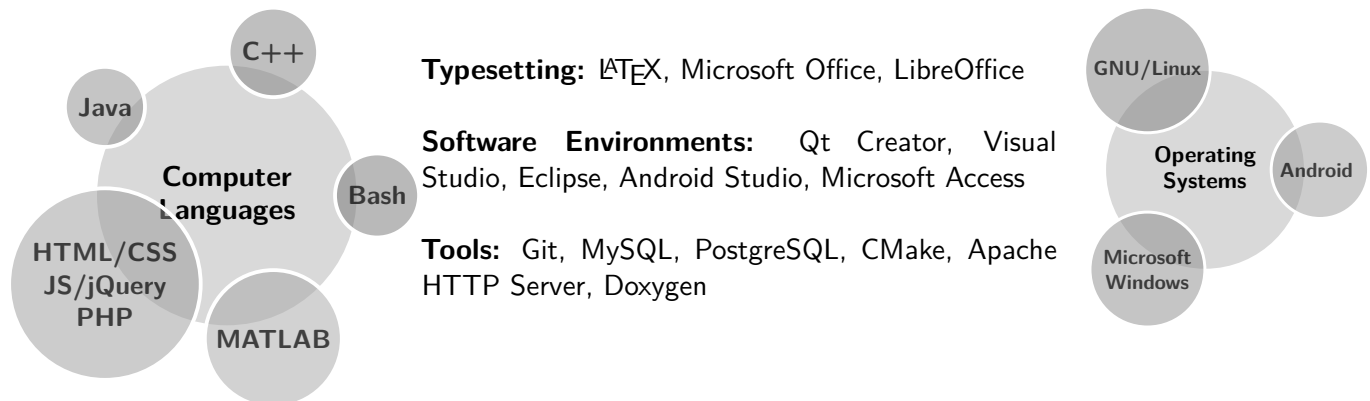 C++
Java
Computer
Languages
Bash
HTML/CSS
JS/jQuery
PHP
MATLAB
Typesetting: LATEX, Microsoft Office, LibreOffice
Software Environments: Qt Creator, Visual
Studio, Eclipse, Android Studio, Microsoft Access
Tools: Git, MySQL, PostgreSQL, CMake, Apache
HTTP Server, Doxygen
GNU/Linux
Operating
Systems
Android
Microsoft
Windows